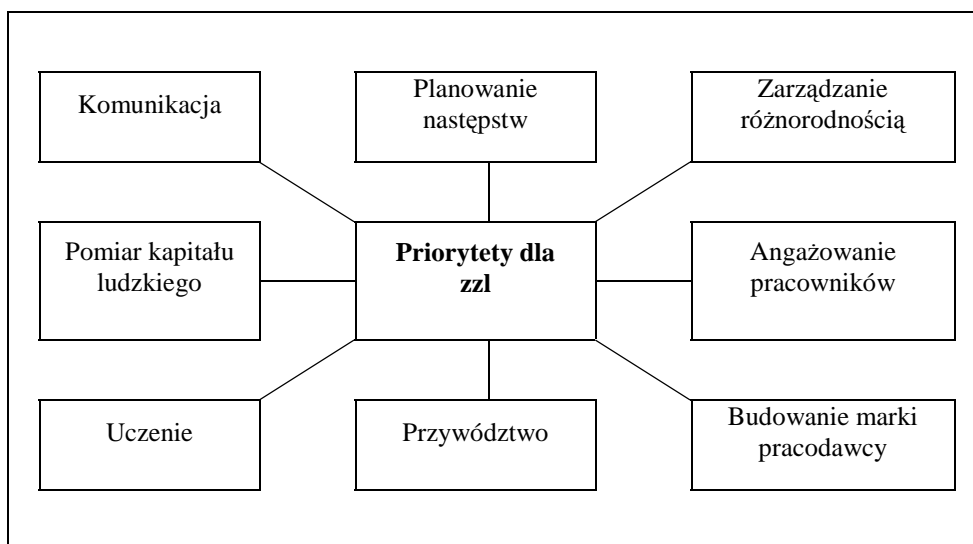 Komunikacja
Planowanie
następstw
Zarządzanie
różnorodnością
Pomiar kapitału
ludzkiego
Priorytety dla
zzl
Angażowanie
pracowników
Uczenie
Przywództwo
Budowanie marki
pracodawcy